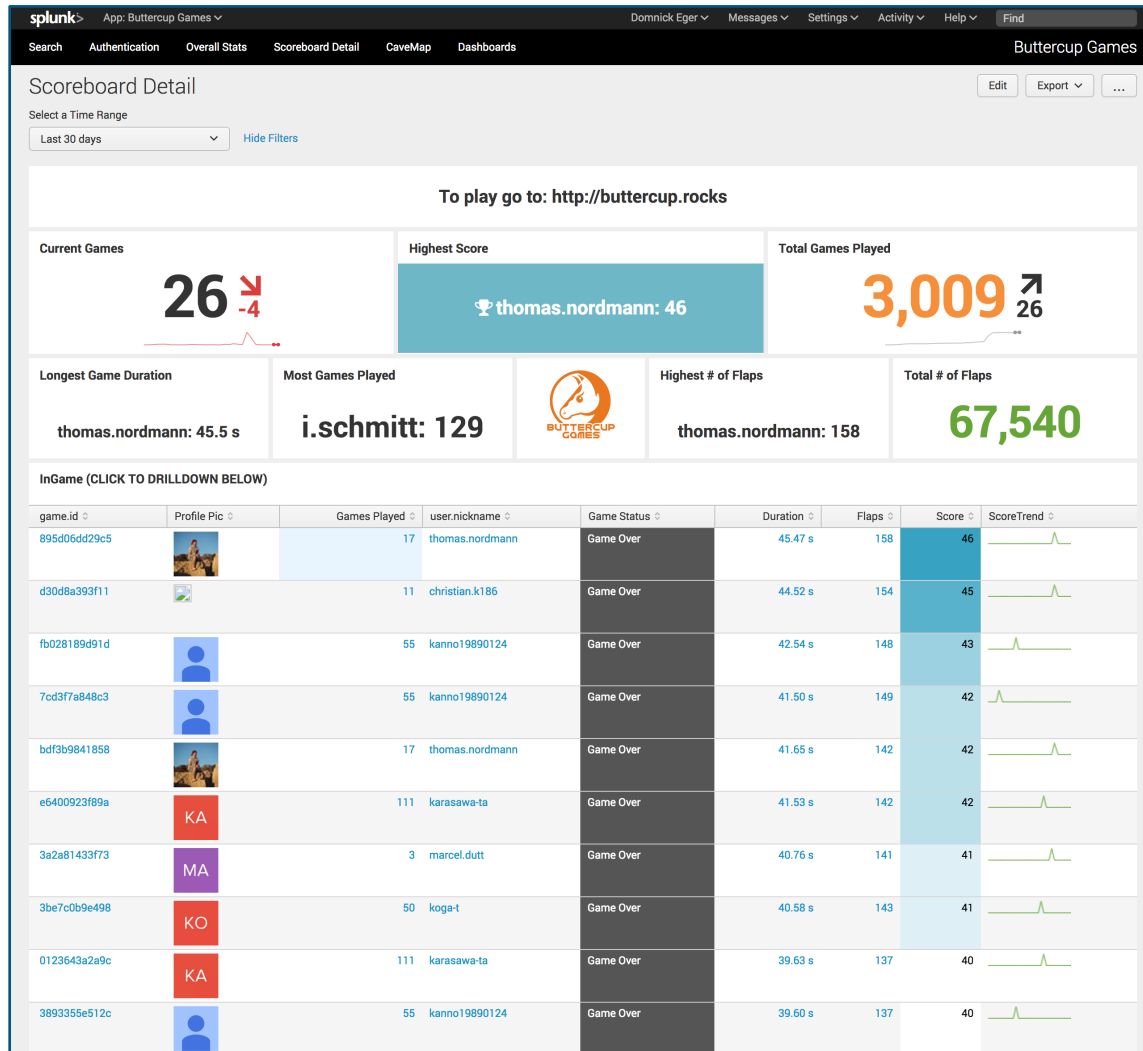 splunk> App: Buttercup Games Domnick Eger Messages Settings Activity Help Find
Search Authentication Overall Stats Scoreboard Detail CaveMap Dashboards Buttercup Games
Scoreboard Detail Edit Export ...
Select a Time Range
Last 30 days Hide Filters
To play go to: http://buttercup.rocks
Current Games Highest Score Total Games Played
26 -4 thomas.nordmann: 46 3,009 26
Longest Game Duration Most Games Played Highest # of Flaps Total # of Flaps
thomas.nordmann: 45.5 s i.schmitt: 129 BUTTERCUP GAMES thomas.nordmann: 158 67,540
InGame (CLICK TO DRILLDOWN BELOW)
game.id Profile Pic Games Played user.nickname Game Status Duration Flaps Score ScoreTrend
895d06dd29c5 17 thomas.nordmann Game Over 45.47 s 158 46
d30d8a393f11 11 christian.k186 Game Over 44.52 s 154 45
fb028189d91d 55 kanno19890124 Game Over 42.54 s 148 43
7cd3f7a848c3 55 kanno19890124 Game Over 41.50 s 149 42
bdf3b9841858 17 thomas.nordmann Game Over 41.65 s 142 42
e6400923f89a KA 111 karasawa-ta Game Over 41.53 s 142 42
3a2a81433f73 MA 3 marcel.dutt Game Over 40.76 s 141 41
3be7c0b9e498 KO 50 koga-t Game Over 40.58 s 143 41
0123643a2a9c KA 111 karasawa-ta Game Over 39.63 s 137 40
3893355e512c 55 kanno19890124 Game Over 39.60 s 137 40